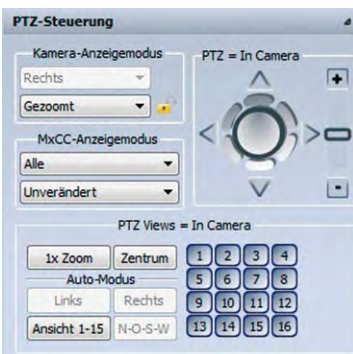 PTZ-Steuerung
Kamera-Anzeigemodus
Rechts
Gezoomt
MxCC-Anzeigemodus
Alle
Unverändert
PTZ = In Camera
+
-
PTZ Views = In Camera
1x Zoom Zentrum
Auto-Modus
Links Rechts
Ansicht 1-15 N-O-S-W
1 2 3 4
5 6 7 8
9 10 11 12
13 14 15 16